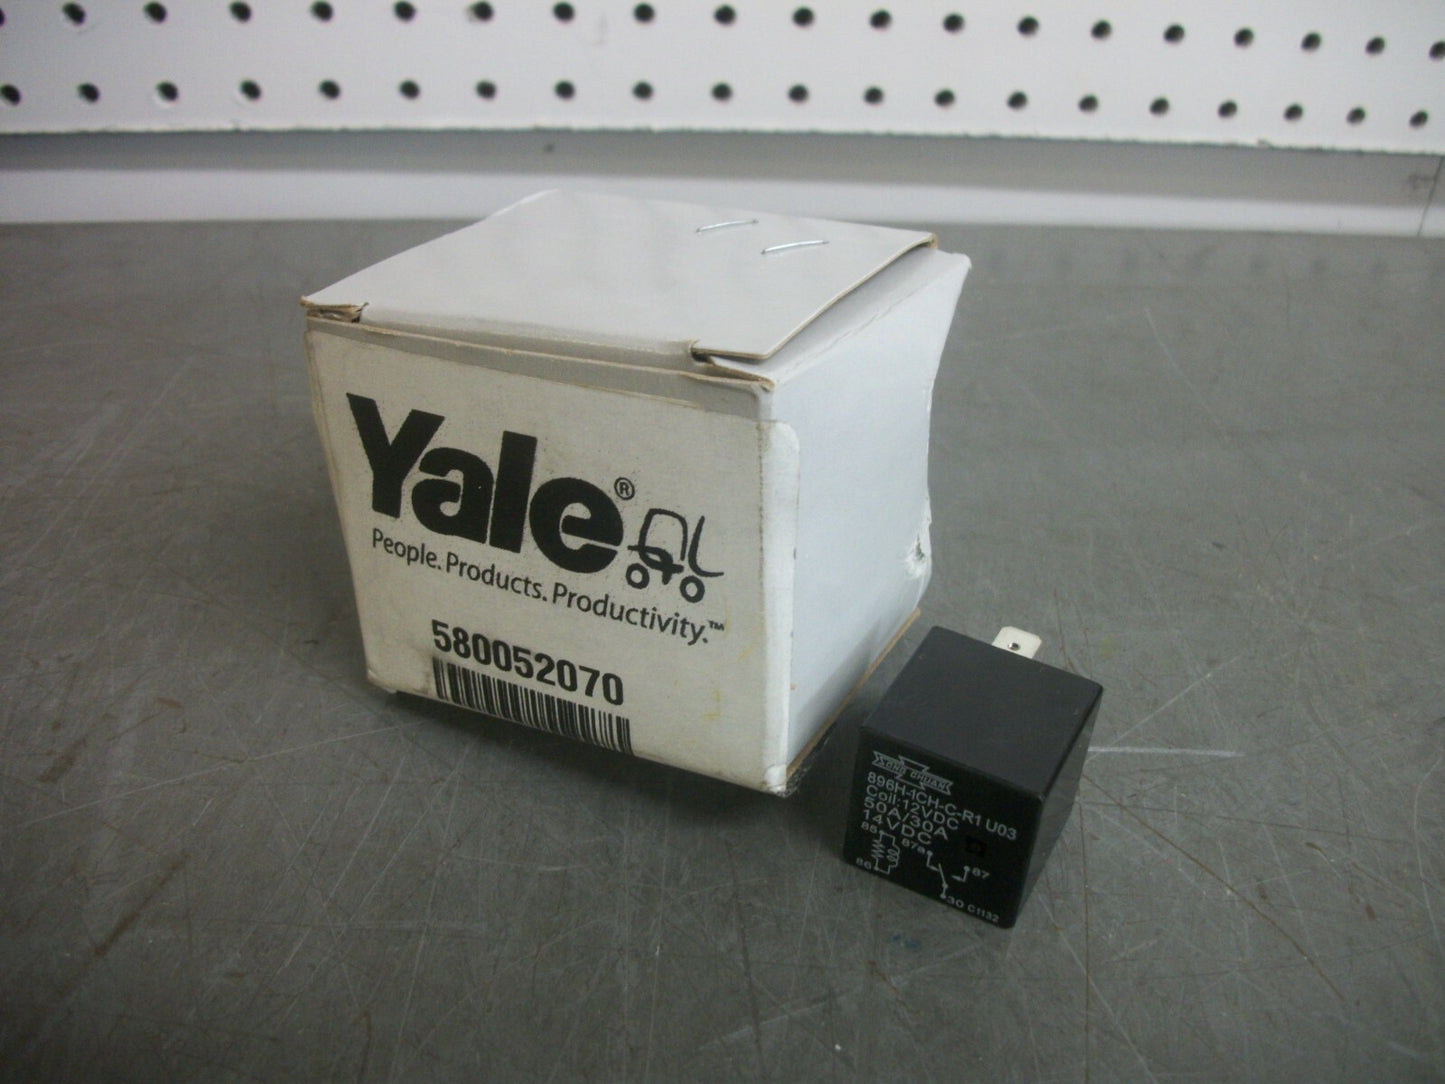 Yale®
People. Products. Productivity.™
580052070
SONG CHUAN
896H-1CH-C-R1 U03
Coil:12VDC
50A/30A
14VDC
85 87a 87
86 30 C1132